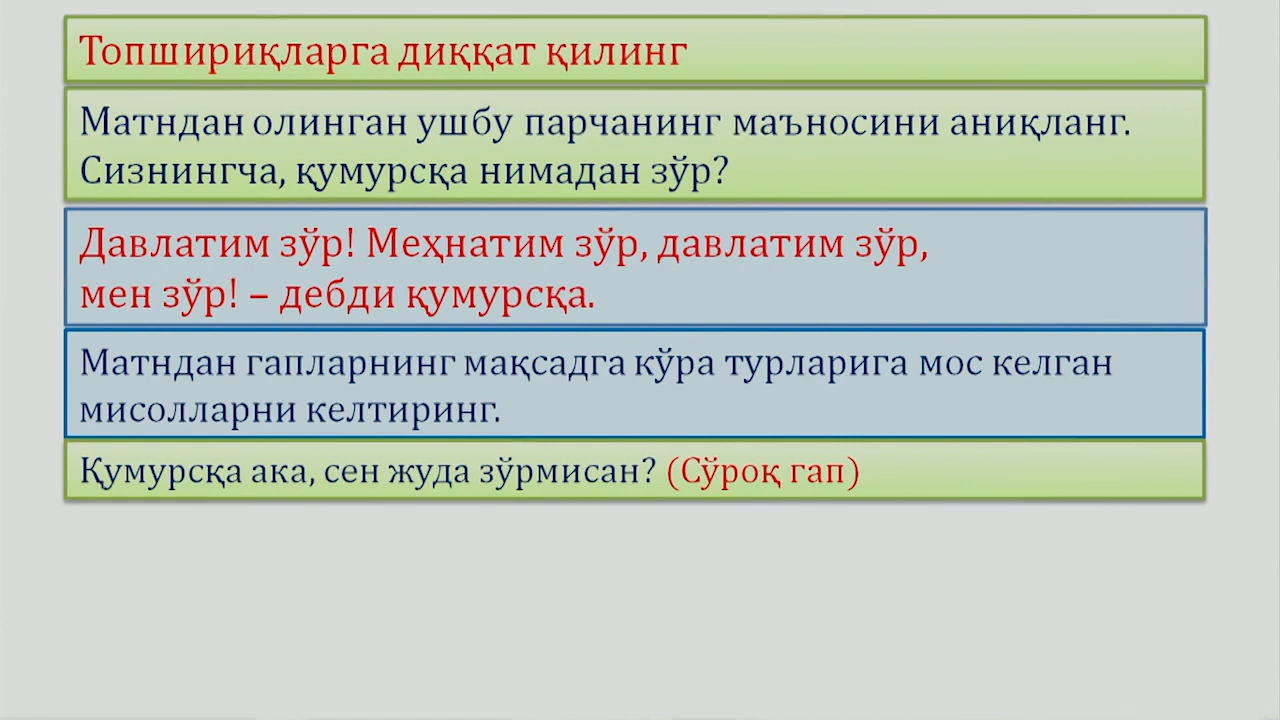 Топшириқларга диққат қилинг
Матндан олинган ушбу парчанинг маъносини аниқланг.
Сизнингча, қумурсқа нимадан зўр?
Давлатим зўр! Меҳнатим зўр, давлатим зўр,
мен зўр! – дебди қумурсқа.
Матндан гапларнинг мақсадга кўра турларига мос келган
мисолларни келтиринг.
Қумурсқа ака, сен жуда зўрмисан? (Сўроқ гап)